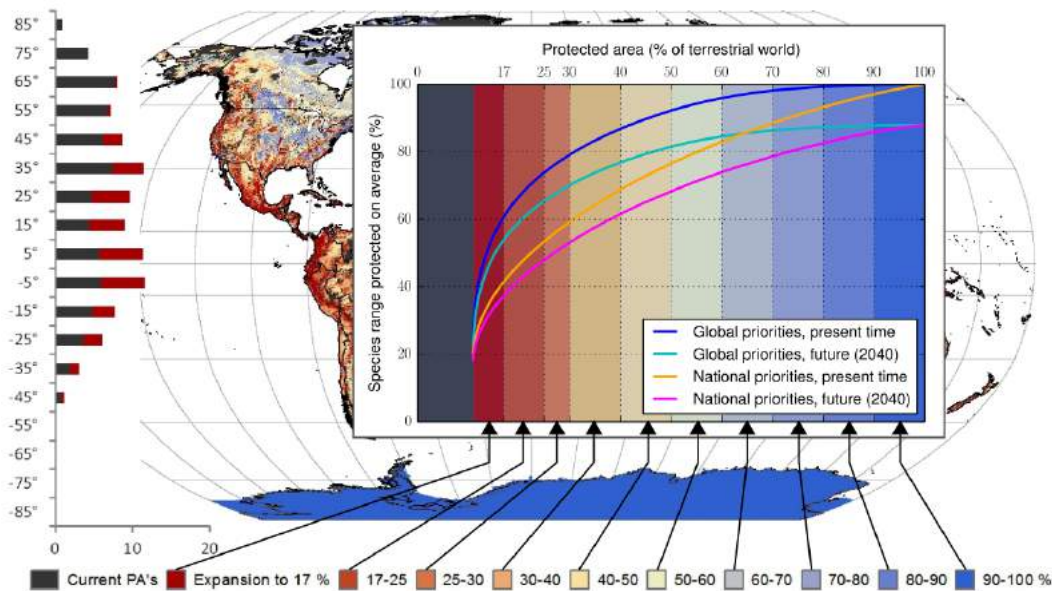 85°
75°
65°
55°
45°
35°
25°
15°
5°
-5°
-15°
-25°
-35°
-45°
-55°
-65°
-75°
-85°
0 10 20
Protected area (% of terrestrial world)
0 17 25 30 40 50 60 70 80 90 100
Species range protected on average (%)
100
80
60
40
20
0
Global priorities, present time
Global priorities, future (2040)
National priorities, present time
National priorities, future (2040)
Current PA's Expansion to 17 % 17-25 25-30 30-40 40-50 50-60 60-70 70-80 80-90 90-100 %